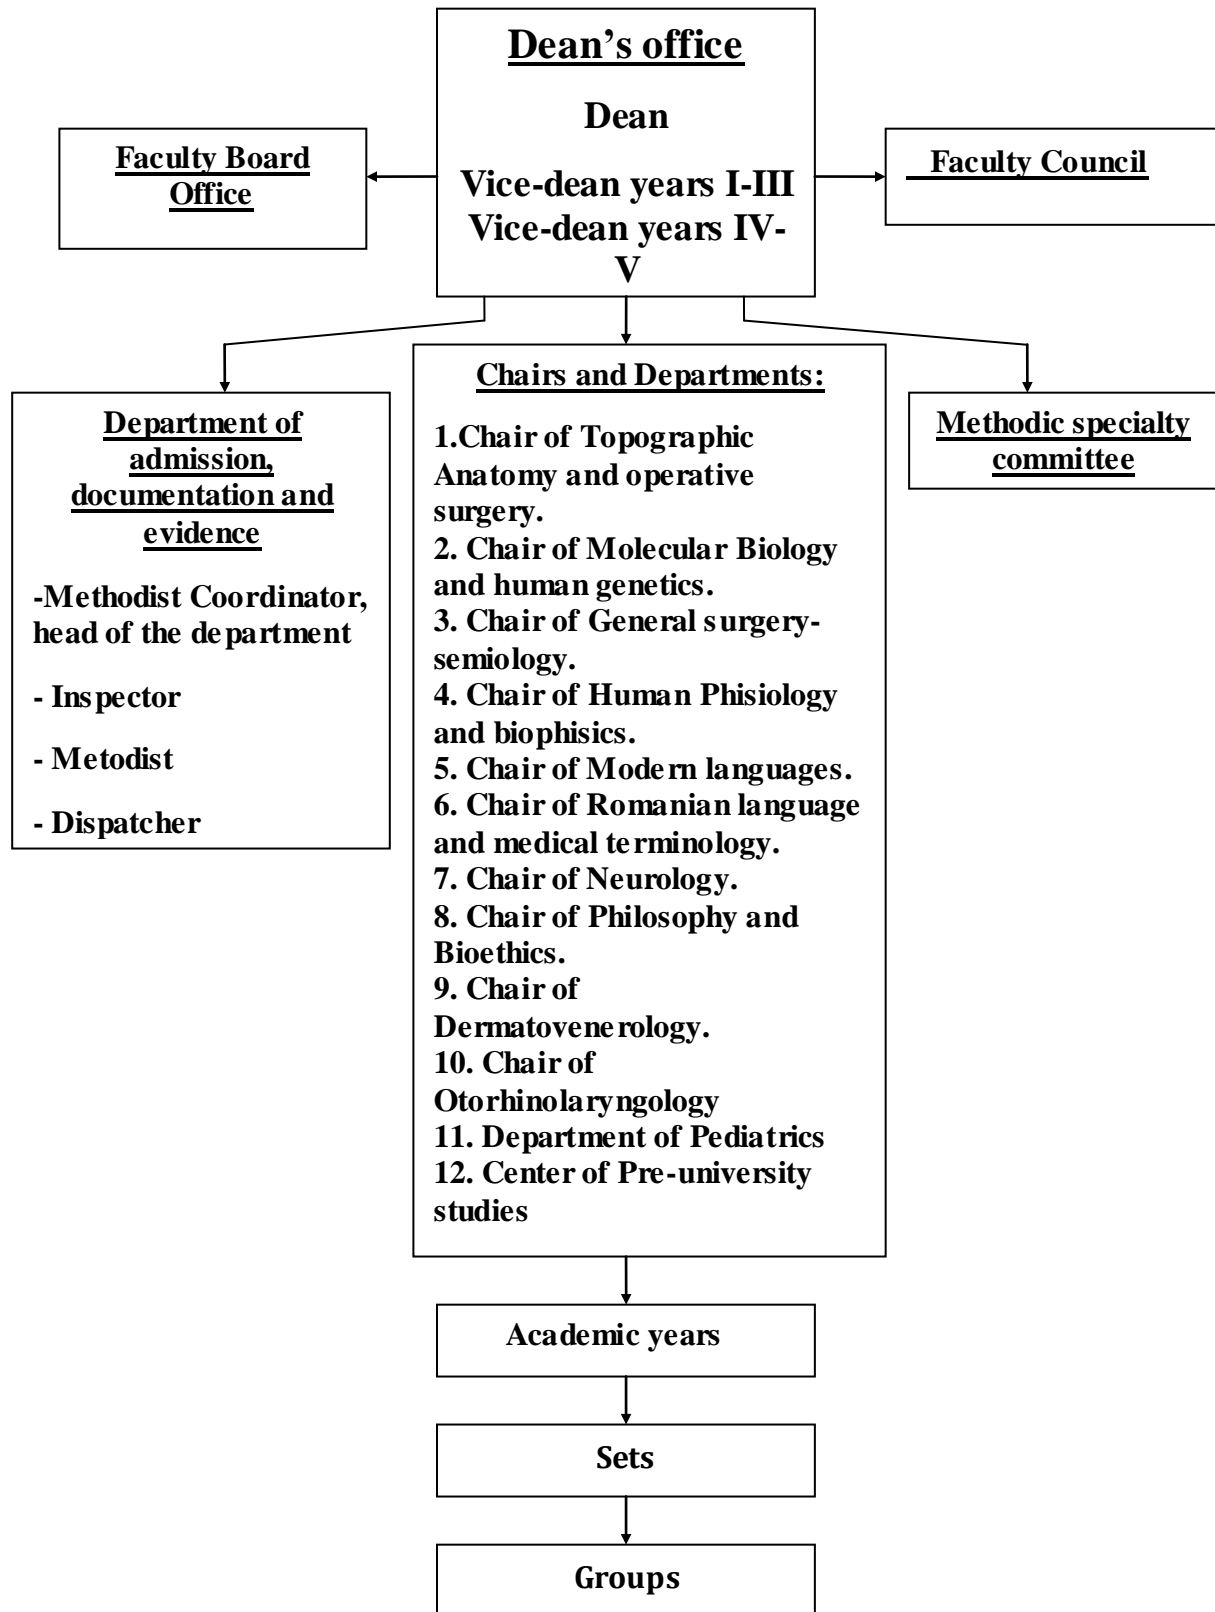 Dean’s office
Dean
Vice-dean years I-III
Vice-dean years IV-
V
Faculty Board
Office
Faculty Council
Department of
admission,
documentation and
evidence
-Methodist Coordinator,
head of the department
- Inspector
- Metodist
- Dispatcher
Chairs and Departments:
1.Chair of Topographic
Anatomy and operative
surgery.
2. Chair of Molecular Biology
and human genetics.
3. Chair of General surgery-
semiology.
4. Chair of Human Phisiology
and biophisics.
5. Chair of Modern languages.
6. Chair of Romanian language
and medical terminology.
7. Chair of Neurology.
8. Chair of Philosophy and
Bioethics.
9. Chair of
Dermatovenerology.
10. Chair of
Otorhinolaryngology
11. Department of Pediatrics
12. Center of Pre-university
studies
Methodic specialty
committee
Academic years
Sets
Groups